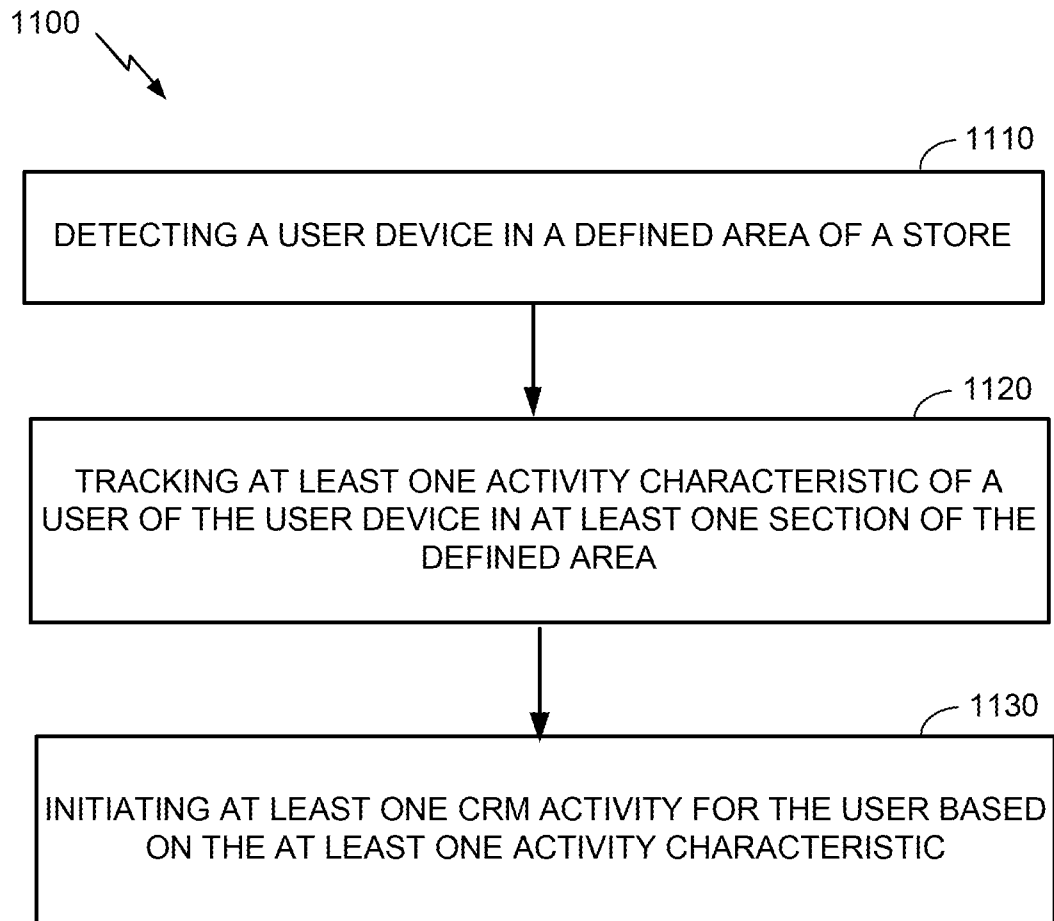 1100
1110
DETECTING A USER DEVICE IN A DEFINED AREA OF A STORE
1120
TRACKING AT LEAST ONE ACTIVITY CHARACTERISTIC OF A
USER OF THE USER DEVICE IN AT LEAST ONE SECTION OF THE
DEFINED AREA
1130
INITIATING AT LEAST ONE CRM ACTIVITY FOR THE USER BASED
ON THE AT LEAST ONE ACTIVITY CHARACTERISTIC